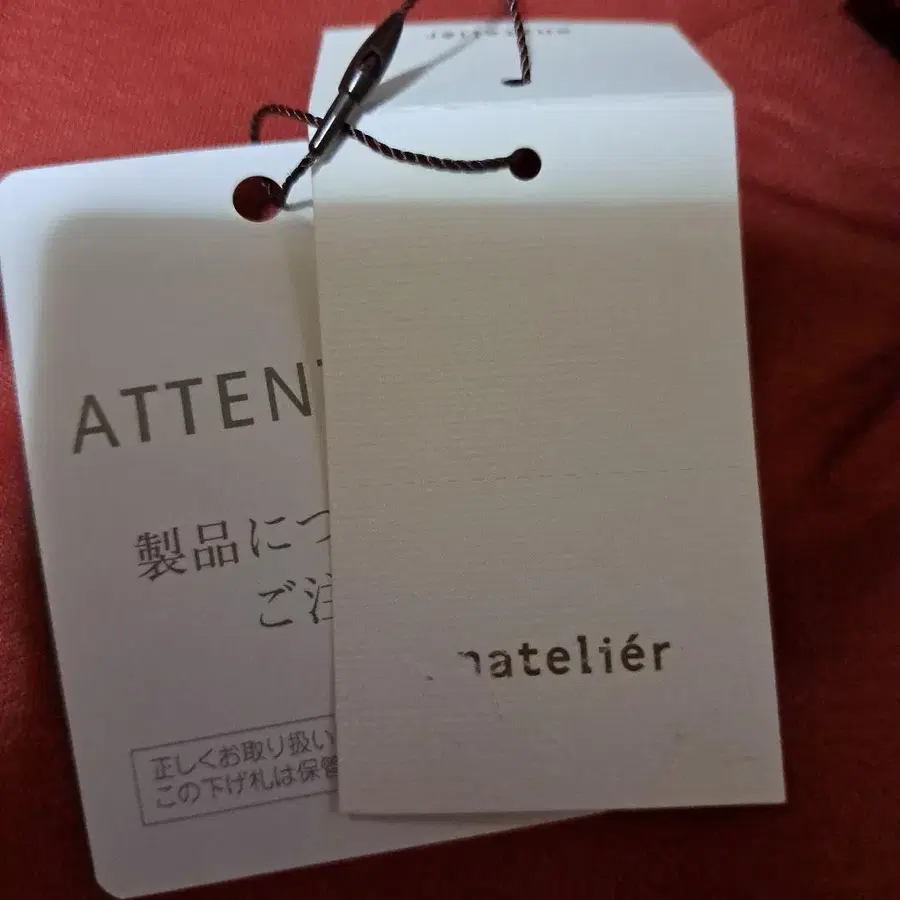 ATTENT
製品につ
ご注
正しくお取り扱い
この下げ札は保管
nateliér